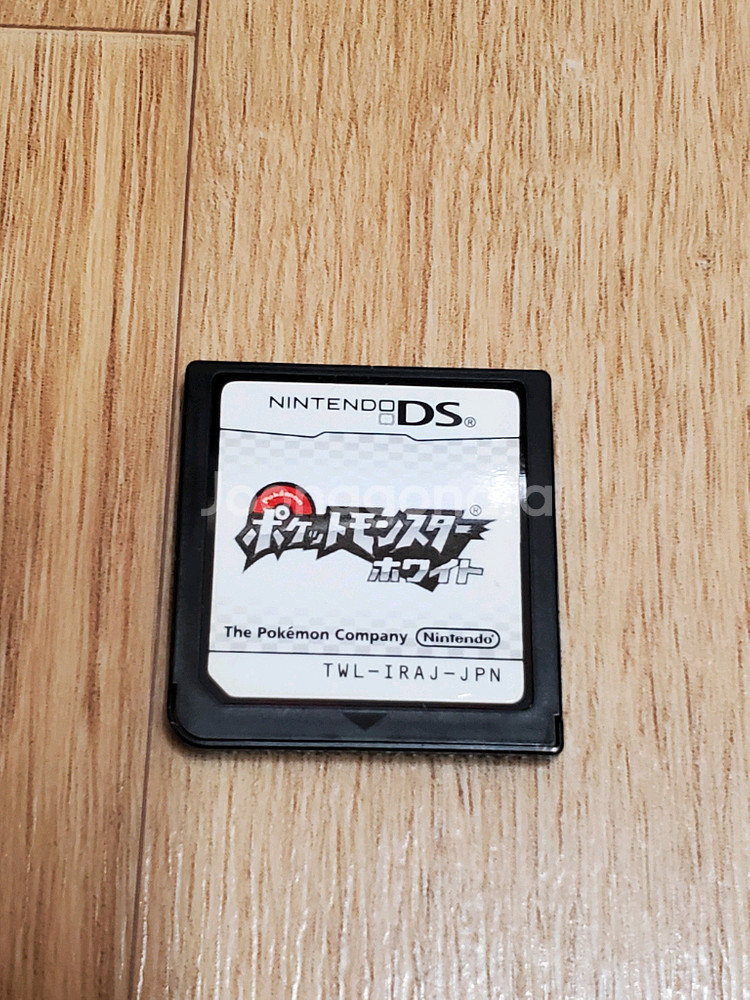 NINTENDO DS®
Pokémon
ポケットモンスター®
ホワイト
The Pokémon Company Nintendo®
TWL-IRAJ-JPN